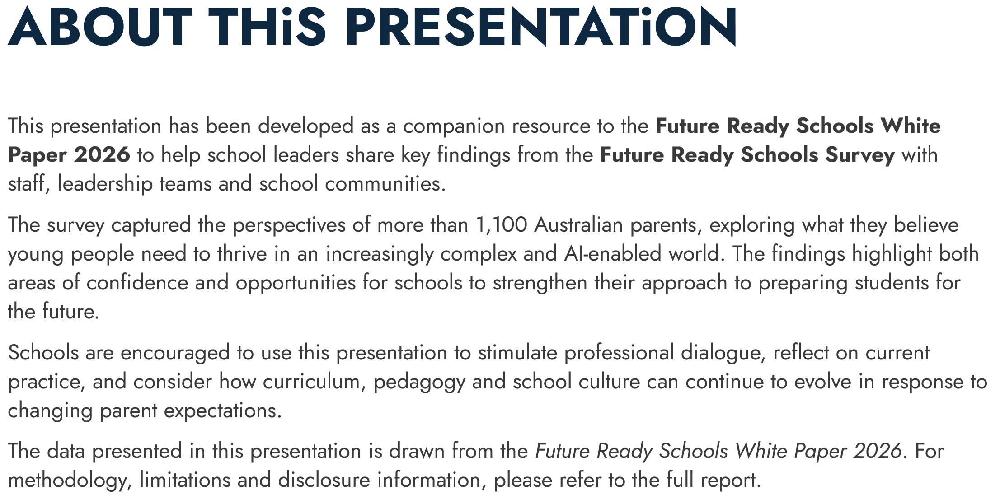 ABOUT THiS PRESENTATiON
This presentation has been developed as a companion resource to the Future Ready Schools White
Paper 2026 to help school leaders share key findings from the Future Ready Schools Survey with
staff, leadership teams and school communities.
The survey captured the perspectives of more than 1,100 Australian parents, exploring what they believe
young people need to thrive in an increasingly complex and AI-enabled world. The findings highlight both
areas of confidence and opportunities for schools to strengthen their approach to preparing students for
the future.
Schools are encouraged to use this presentation to stimulate professional dialogue, reflect on current
practice, and consider how curriculum, pedagogy and school culture can continue to evolve in response to
changing parent expectations.
The data presented in this presentation is drawn from the Future Ready Schools White Paper 2026. For
methodology, limitations and disclosure information, please refer to the full report.